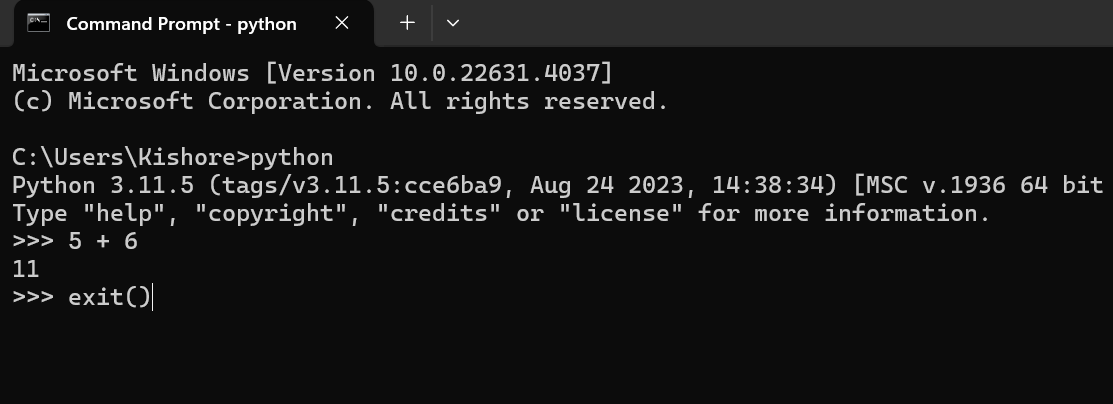 Command Prompt - python
Microsoft Windows [Version 10.0.22631.4037]
(c) Microsoft Corporation. All rights reserved.
C:\Users\Kishore>python
Python 3.11.5 (tags/v3.11.5:cce6ba9, Aug 24 2023, 14:38:34) [MSC v.1936 64 bit
Type "help", "copyright", "credits" or "license" for more information.
>>> 5 + 6
11
>>> exit()